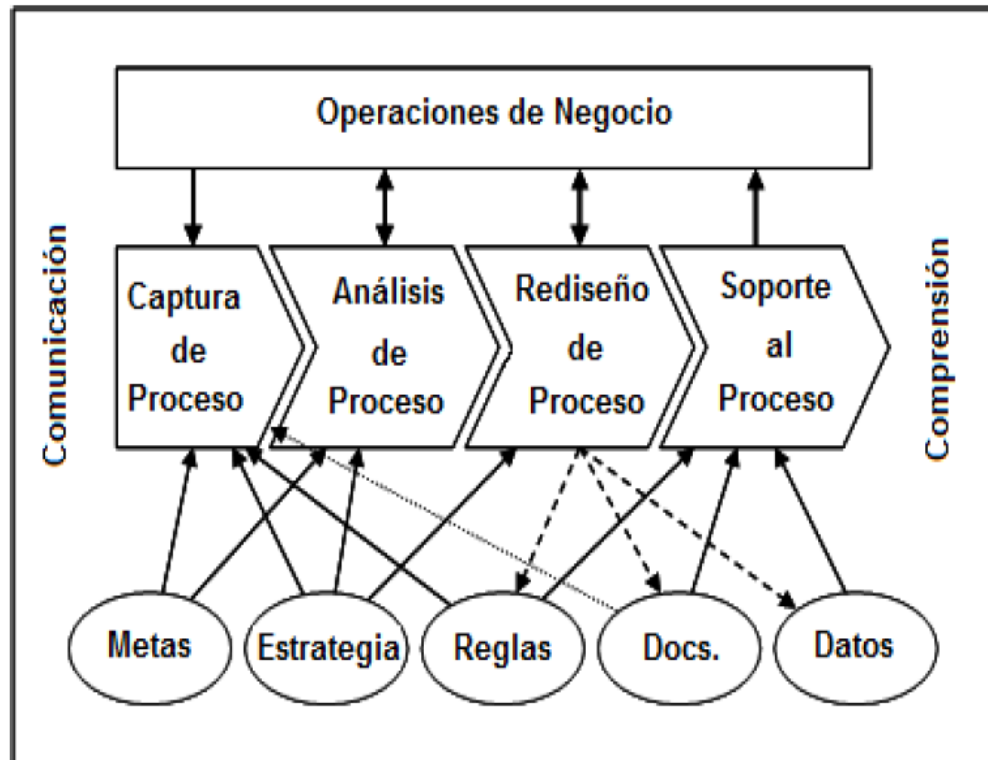 Operaciones de Negocio
Comunicación
Captura
de
Proceso
Análisis
de
Proceso
Rediseño
de
Proceso
Soporte
al
Proceso
Comprensión
Metas
Estrategia
Reglas
Docs.
Datos